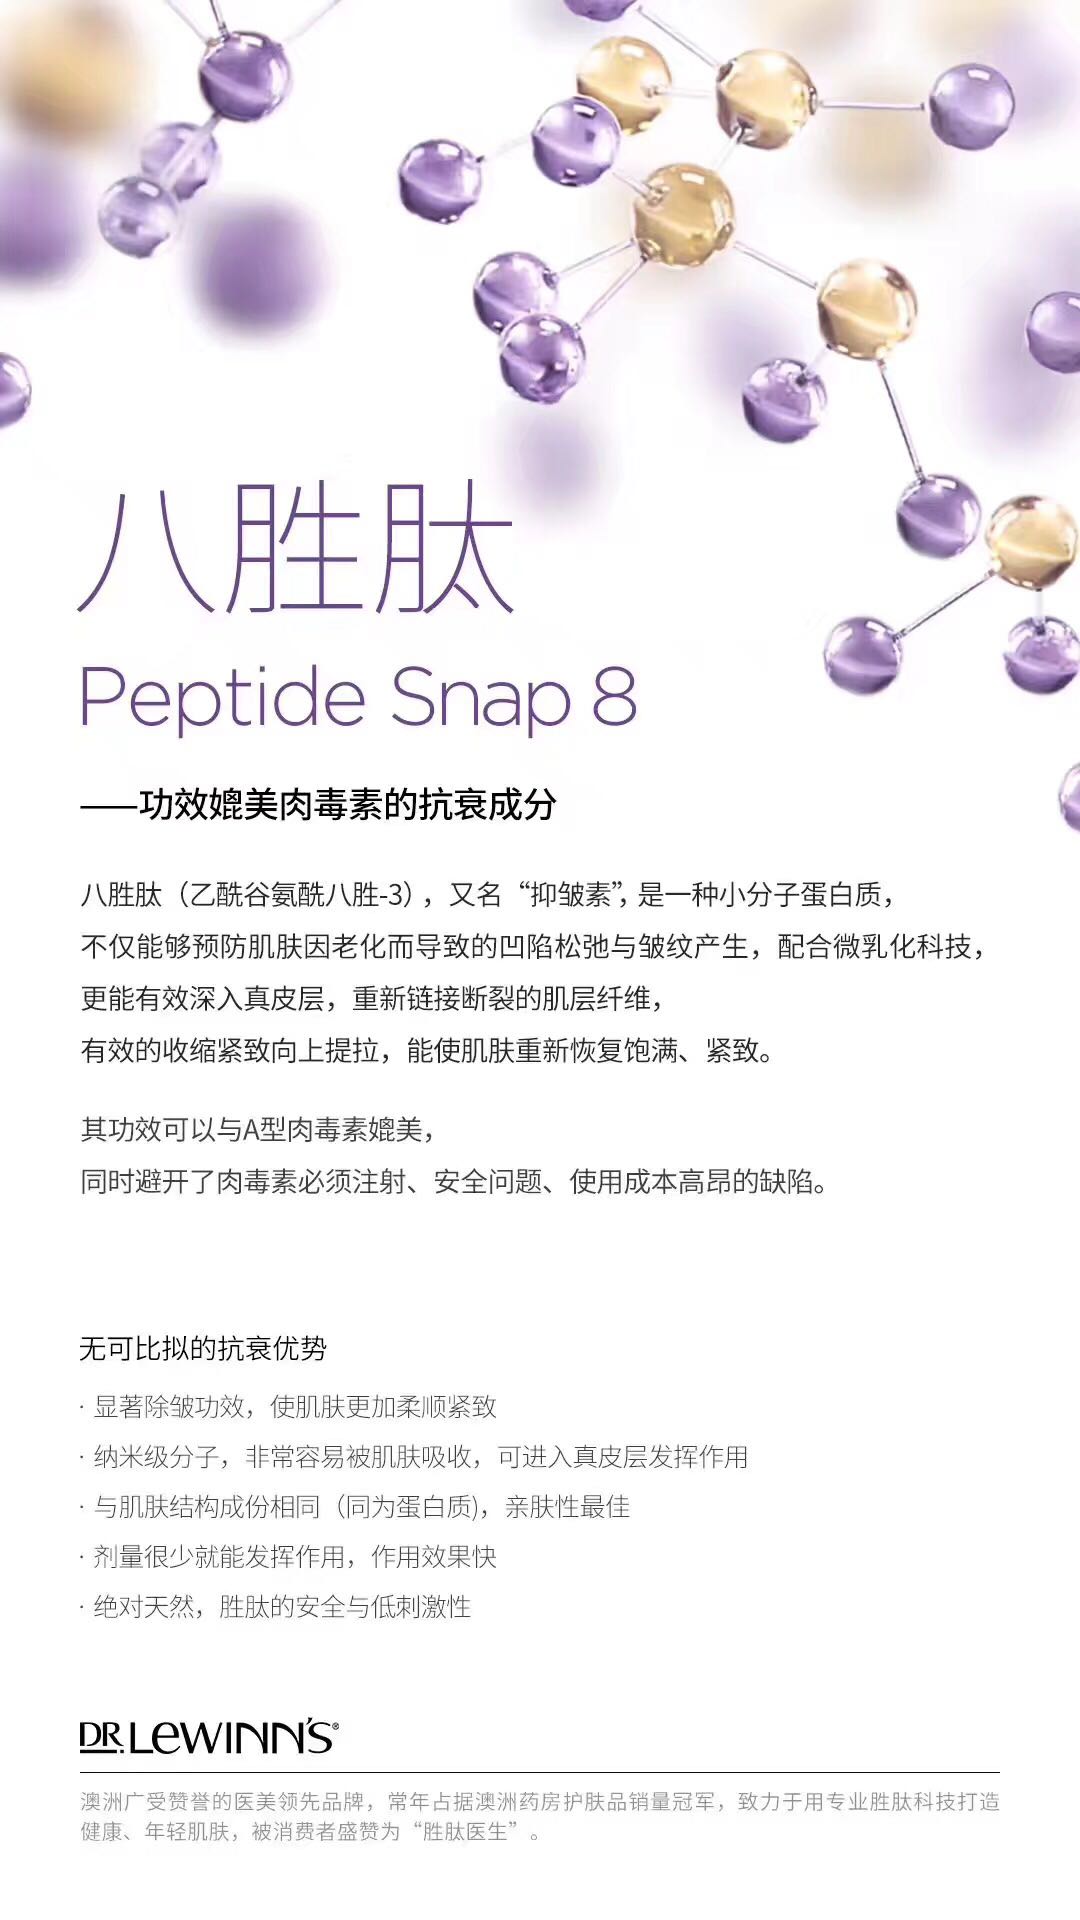 八胜肽
Peptide Snap 8
——功效媲美肉毒素的抗衰成分
八胜肽（乙酰谷氨酰八胜-3），又名“抑皱素”，是一种小分子蛋白质，
不仅能够预防肌肤因老化而导致的凹陷松弛与皱纹产生，配合微乳化科技，
更能有效深入真皮层，重新链接断裂的肌层纤维，
有效的收缩紧致向上提拉，能使肌肤重新恢复饱满、紧致。
其功效可以与A型肉毒素媲美，
同时避开了肉毒素必须注射、安全问题、使用成本高昂的缺陷。
无可比拟的抗衰优势
· 显著除皱功效，使肌肤更加柔顺紧致
· 纳米级分子，非常容易被肌肤吸收，可进入真皮层发挥作用
· 与肌肤结构成份相同（同为蛋白质)，亲肤性最佳
· 剂量很少就能发挥作用，作用效果快
· 绝对天然，胜肽的安全与低刺激性
DR. LeWINN'S®
澳洲广受赞誉的医美领先品牌，常年占据澳洲药房护肤品销量冠军，致力于用专业胜肽科技打造
健康、年轻肌肤，被消费者盛赞为“胜肽医生”。